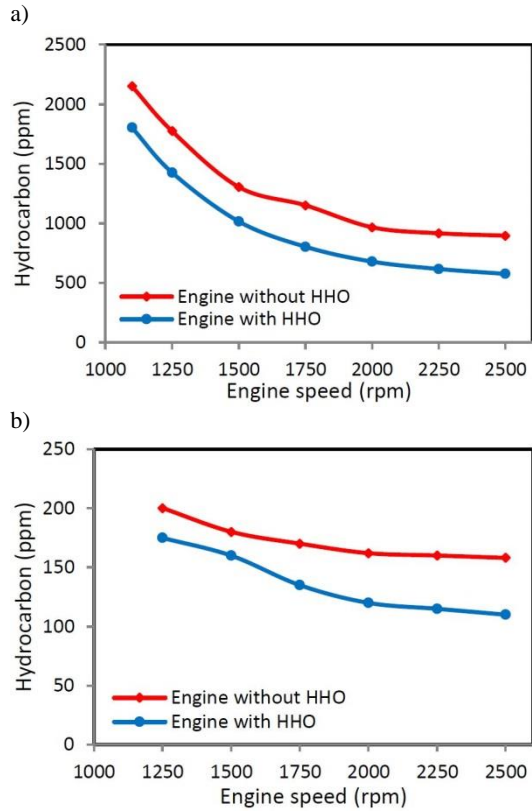 a)
2500
2000
1500
1000
500
0
Hydrocarbon (ppm)
Engine without HHO
Engine with HHO
1000 1250 1500 1750 2000 2250 2500
Engine speed (rpm)
b)
250
200
150
100
50
0
Hydrocarbon (ppm)
Engine without HHO
Engine with HHO
1000 1250 1500 1750 2000 2250 2500
Engine speed (rpm)